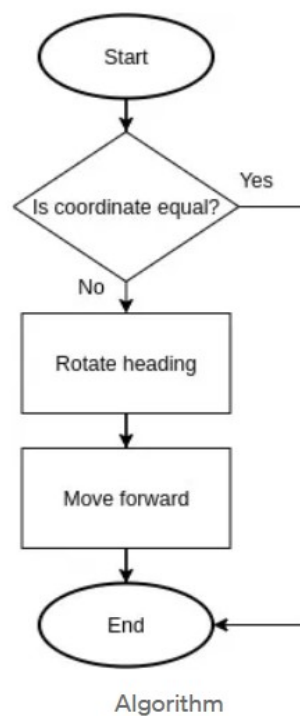 Start
Is coordinate equal?
Yes
No
Rotate heading
Move forward
End
Algorithm